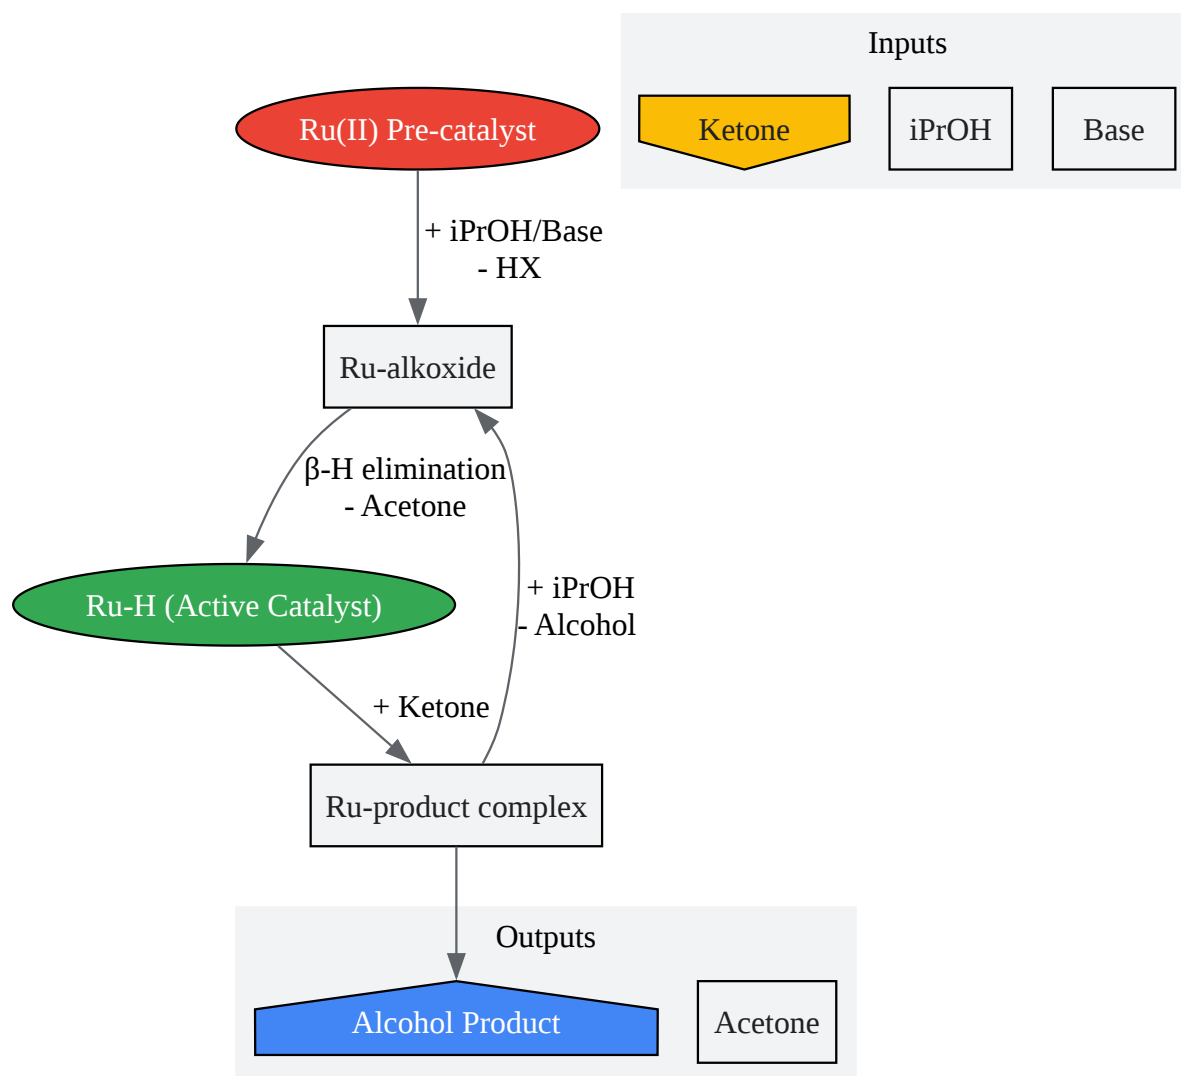 Inputs
Ru(II) Pre-catalyst
Ketone
iPrOH
Base
+ iPrOH/Base
- HX
Ru-alkoxide
β-H elimination
- Acetone
+ iPrOH
- Alcohol
Ru-H (Active Catalyst)
+ Ketone
Ru-product complex
Outputs
Alcohol Product
Acetone